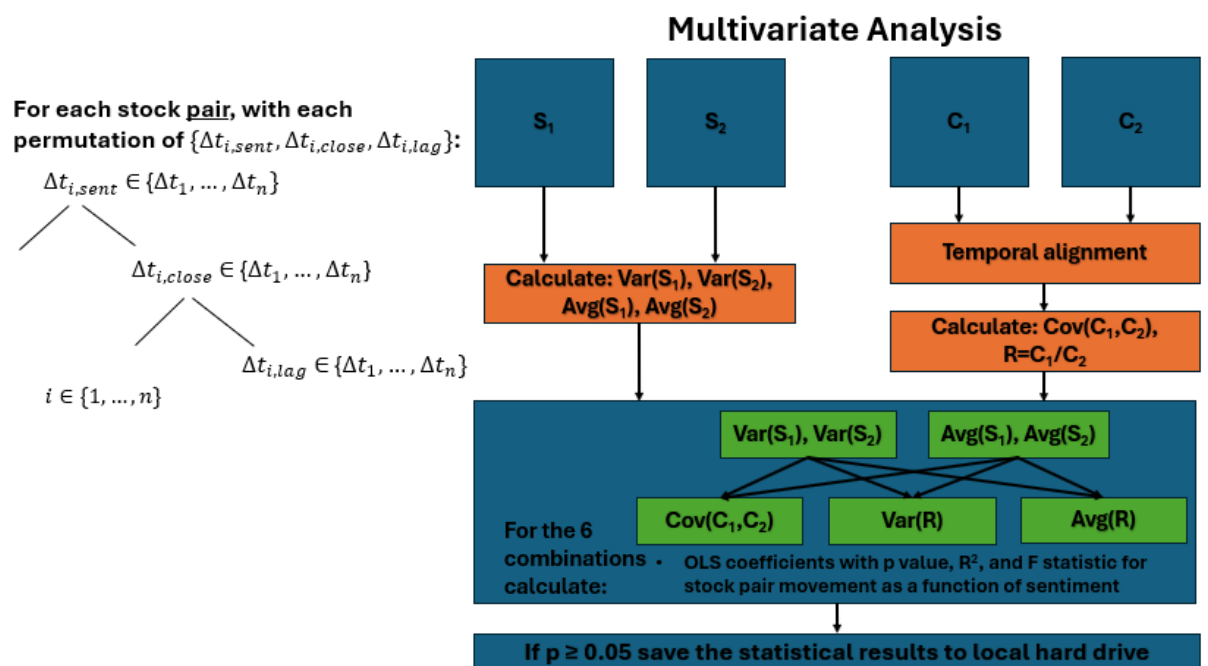 Multivariate Analysis
For each stock pair, with each
permutation of {Δt_{i,sent}, Δt_{i,close}, Δt_{i,lag}}:
Δt_{i,sent} ∈ {Δt₁, … , Δt_n}
Δt_{i,close} ∈ {Δt₁, … , Δt_n}
Δt_{i,lag} ∈ {Δt₁, … , Δt_n}
i ∈ {1, … , n}
S₁
S₂
C₁
C₂
Calculate: Var(S₁), Var(S₂),
Avg(S₁), Avg(S₂)
Temporal alignment
Calculate: Cov(C₁,C₂),
R=C₁/C₂
Var(S₁), Var(S₂)
Avg(S₁), Avg(S₂)
Cov(C₁,C₂)
Var(R)
Avg(R)
For the 6
combinations
calculate:
• OLS coefficients with p value, R², and F statistic for
stock pair movement as a function of sentiment
If p ≥ 0.05 save the statistical results to local hard drive